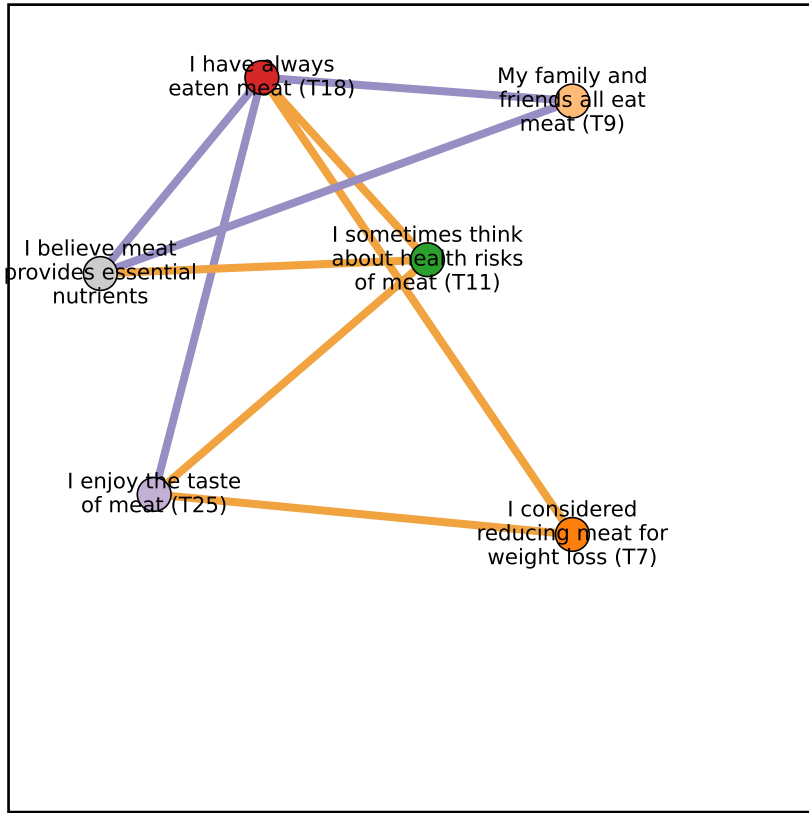 I have always
eaten meat (T18)
My family and
friends all eat
meat (T9)
I sometimes think
about health risks
of meat (T11)
I believe meat
provides essential
nutrients
I enjoy the taste
of meat (T25)
I considered
reducing meat for
weight loss (T7)